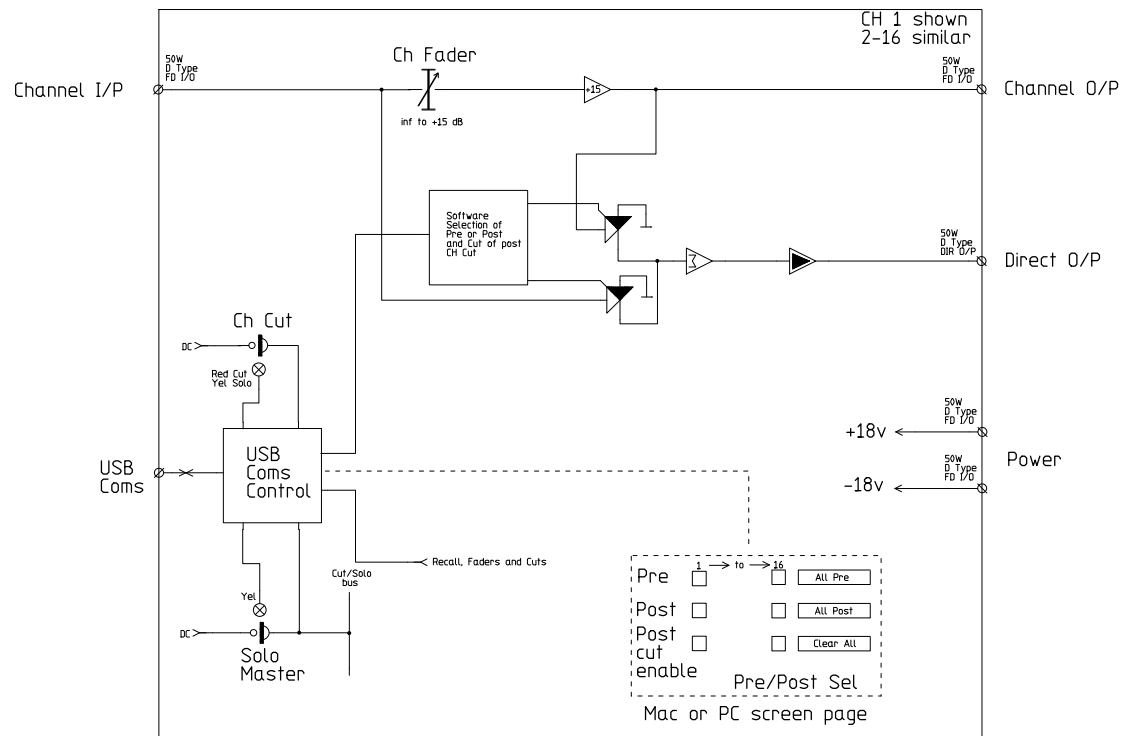 CH 1 shown
2-16 similar
Ch Fader
50W
D Type
FD I/O
50W
D Type
FD I/O
Channel I/P
+15
Channel O/P
inf to +15 dB
Software
Selection of
Pre or Post
and Cut of post
CH Cut
50W
D Type
DIR O/P
Σ
Direct O/P
Ch Cut
DC
Red Cut
Yel Solo
50W
D Type
FD I/O
+18v
USB
Coms
Control
USB
Coms
Power
50W
D Type
FD I/O
-18v
Recall, Faders and Cuts
Cut/Solo
bus
Yel
DC
Solo
Master
1 to 16
Pre
All Pre
Post
All Post
Post
cut
enable
Clear All
Pre/Post Sel
Mac or PC screen page